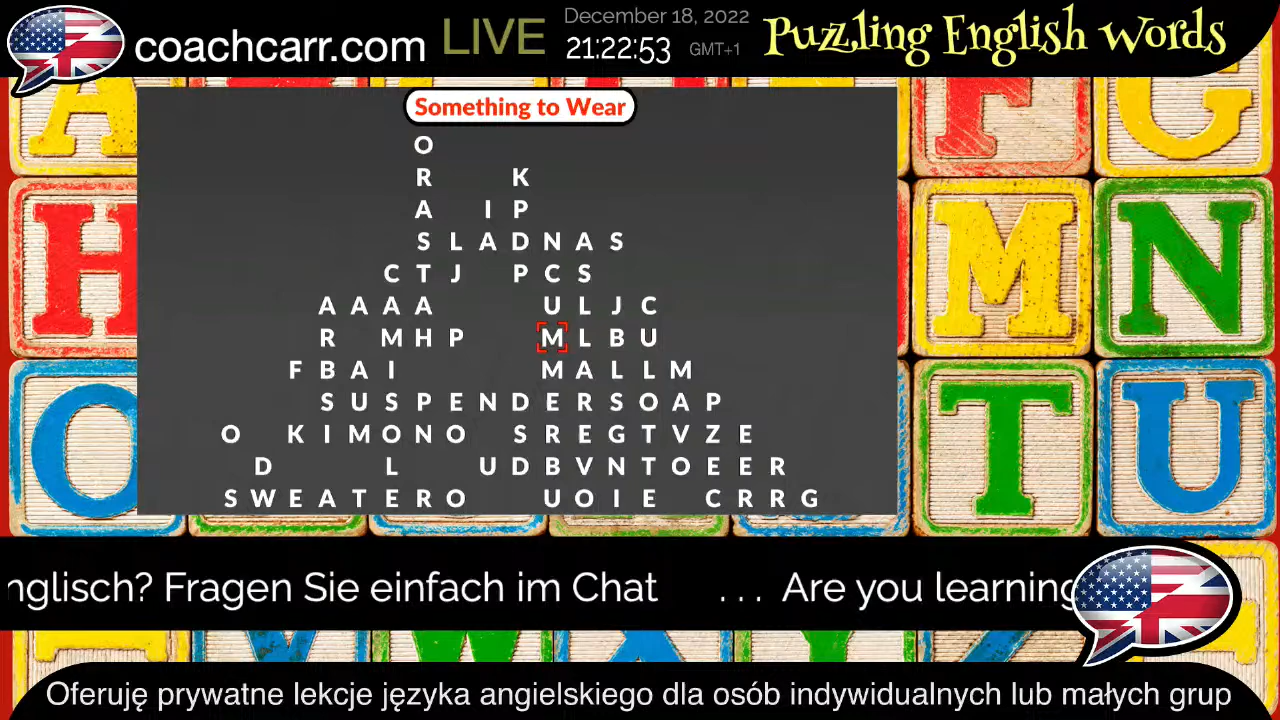 coachcarr.com
LIVE
December 18, 2022
21:22:53 GMT+1
Puzzling English Words
Something to Wear
O
R K
A I P
S L A D N A S
C T J P C S
A A A A U L J C
R M H P M L B U
F B A I M A L L M
S U S P E N D E R S O A P
O K I M O N O S R E G T V Z E
D L U D B V N T O E E R
S W E A T E R O U O I E C R R G
A F G
H M N
O T U
nglisch? Fragen Sie einfach im Chat . . . Are you learning
Oferuję prywatne lekcje języka angielskiego dla osób indywidualnych lub małych grup